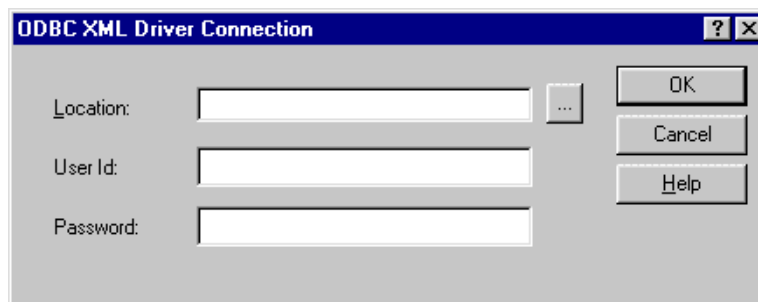 ODBC XML Driver Connection
Location:
...
OK
User Id:
Cancel
Password:
Help